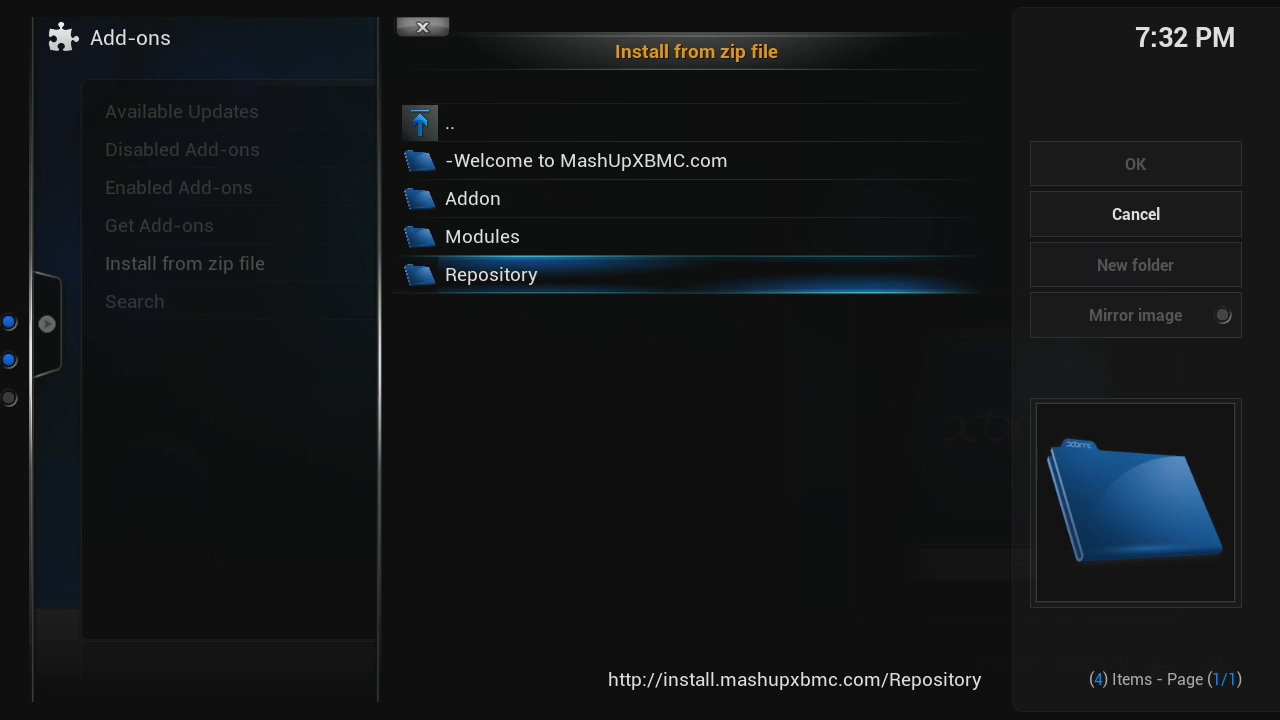 Add-ons
Available Updates
Disabled Add-ons
Enabled Add-ons
Get Add-ons
Install from zip file
Search
x
Install from zip file
..
-Welcome to MashUpXBMC.com
Addon
Modules
Repository
http://install.mashupxbmc.com/Repository
7:32 PM
OK
Cancel
New folder
Mirror image
xbmc
xbmc
(4) Items - Page (1/1)